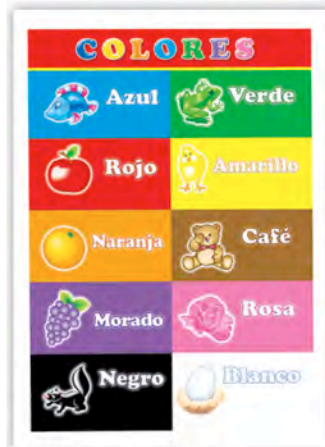 COLORES
Azul Verde
Rojo Amarillo
Naranja Café
Morado Rosa
Negro Blanco